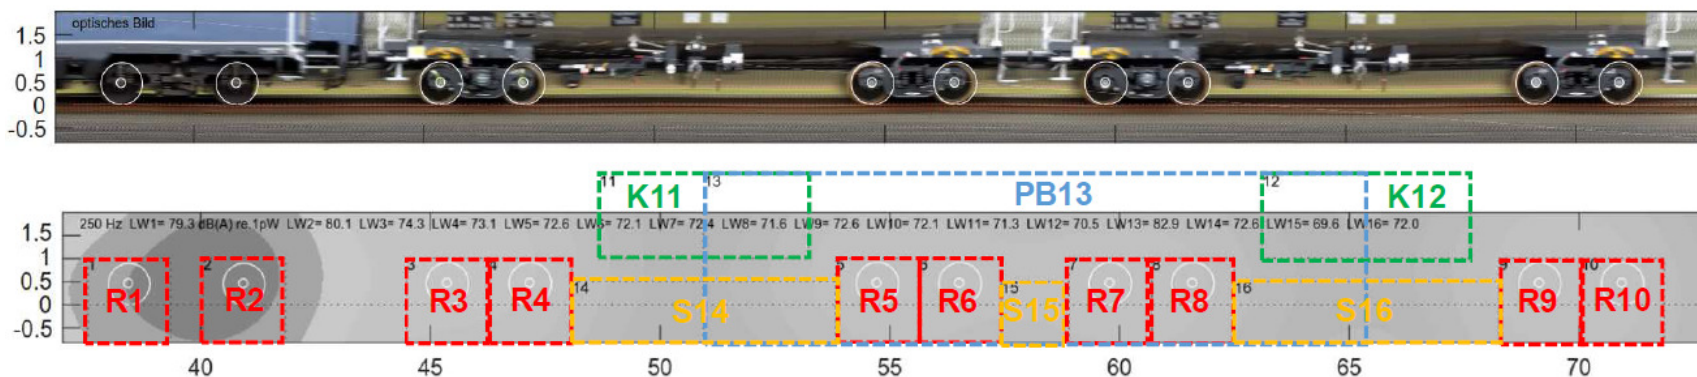 optisches Bild
1.5
1
0.5
0
-0.5
11 K11 13 PB13 12 K12
1.5 250 Hz LW1= 79.3 dB(A) re.1pW LW2= 80.1 LW3= 74.3 LW4= 73.1 LW5= 72.6 LW6= 72.1 LW7= 72.4 LW8= 71.6 LW9= 72.6 LW10= 72.1 LW11= 71.3 LW12= 70.5 LW13= 82.9 LW14= 72.6 LW15= 69.6 LW16= 72.0
1 1 2 3 4 5 6 7 8 9 10
0.5 14 15 16
0 R1 R2 R3 R4 S14 R5 R6 S15 R7 R8 S16 R9 R10
-0.5
40 45 50 55 60 65 70